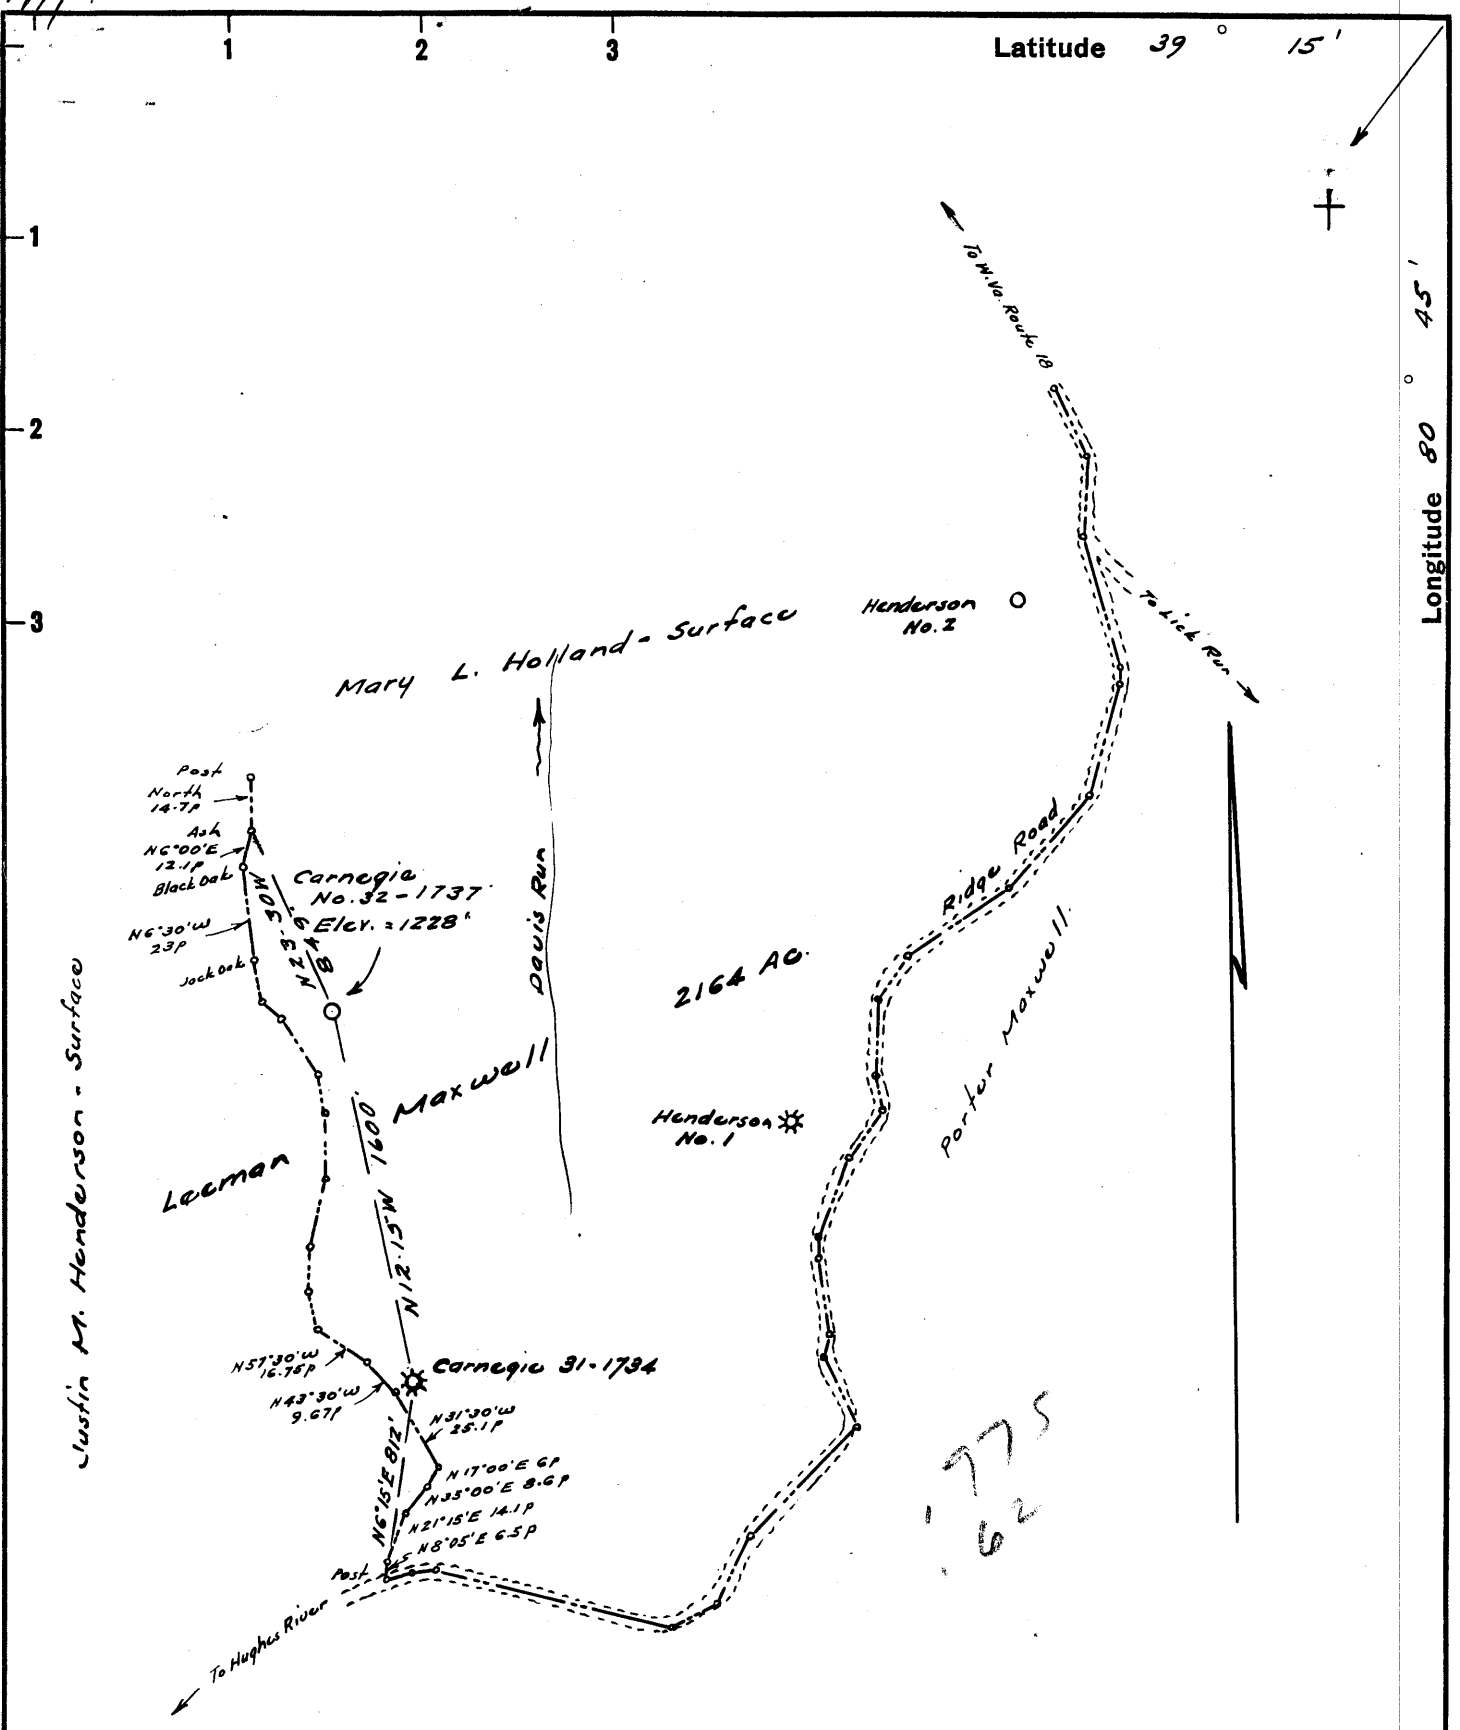 1 2 3
Latitude 39° 15'
Longitude 80° 45'
1
2
3
To W.Va. Route 18
To Lick Run
Henderson
No. 2
Mary L. Holland - Surface
Post
North
14.7P
Ash
N6°00'E
12.1P
Black Oak
N6°30'W
23P
Jack Oak
N23-30W
849'
Carnegie
No. 32-1737
Elev. = 1228'
Davis Run
Ridge Road
2164 AC.
Porter Maxwell
Justin M. Henderson - Surface
Leeman Maxwell
Henderson
No. 1
N12-15-W 1600'
Carnegie 31-1734
N57°30'W
16.75P
N43°30'W
9.67P
N31°30'W
25.1P
N17°00'E 6P
N35°00'E 8.6P
N21°15'E 14.1P
N8°05'E 6.5P
N6°15'E 812'
Post
To Hughes River
975
62